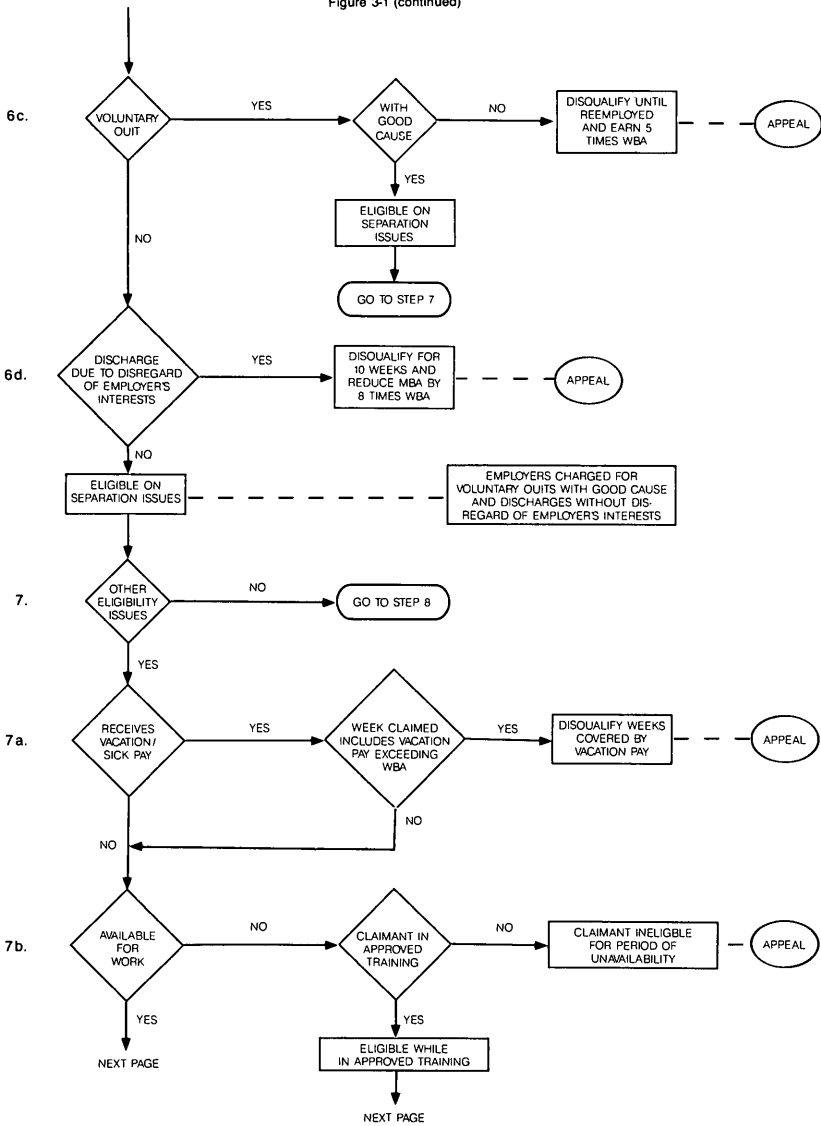 Figure 3-1 (continued)
6c.
VOLUNTARY
OUIT
YES
WITH
GOOD
CAUSE
NO
DISQUALIFY UNTIL
REEMPLOYED
AND EARN 5
TIMES WBA
APPEAL
YES
ELIGIBLE ON
SEPARATION
ISSUES
NO
GO TO STEP 7
6d.
DISCHARGE
DUE TO DISREGARD
OF EMPLOYER'S
INTERESTS
YES
DISQUALIFY FOR
10 WEEKS AND
REDUCE MBA BY
8 TIMES WBA
APPEAL
NO
ELIGIBLE ON
SEPARATION ISSUES
EMPLOYERS CHARGED FOR
VOLUNTARY OUITS WITH GOOD CAUSE
AND DISCHARGES WITHOUT DIS-
REGARD OF EMPLOYER'S INTERESTS
7.
OTHER
ELIGIBILITY
ISSUES
NO
GO TO STEP 8
YES
7a.
RECEIVES
VACATION/
SICK PAY
YES
WEEK CLAIMED
INCLUDES VACATION
PAY EXCEEDING
WBA
YES
DISQUALIFY WEEKS
COVERED BY
VACATION PAY
APPEAL
NO
NO
7b.
AVAILABLE
FOR
WORK
NO
CLAIMANT IN
APPROVED
TRAINING
NO
CLAIMANT INELIGBLE
FOR PERIOD OF
UNAVAILABILITY
APPEAL
YES
NEXT PAGE
YES
ELIGIBLE WHILE
IN APPROVED TRAINING
NEXT PAGE